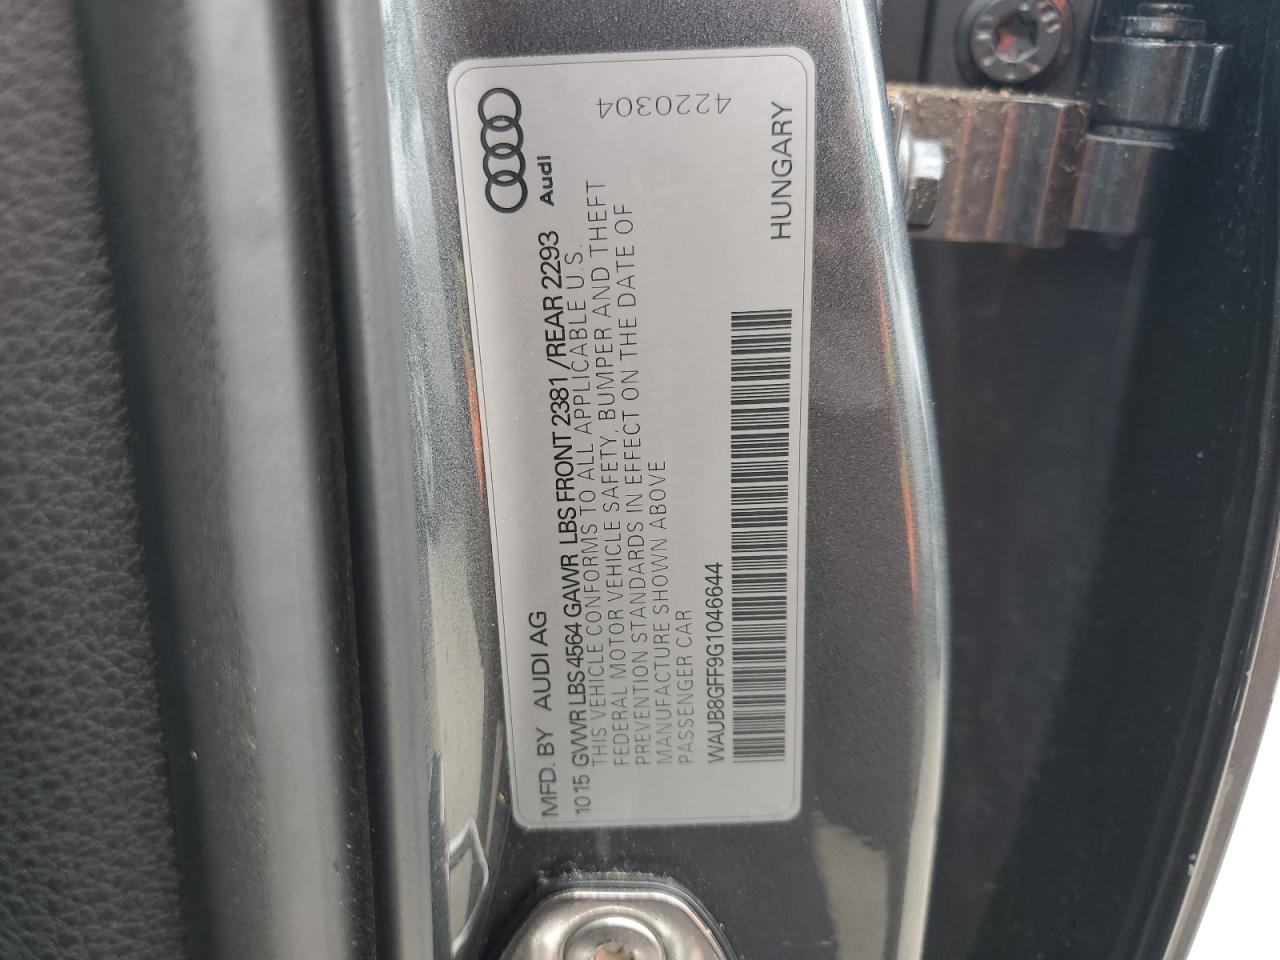 MFD. BY AUDI AG
Audi
1015 GVWR LBS 4564 GAWR LBS FRONT 2381 /REAR 2293
THIS VEHICLE CONFORMS TO ALL APPLICABLE U.S.
FEDERAL MOTOR VEHICLE SAFETY, BUMPER AND THEFT
PREVENTION STANDARDS IN EFFECT ON THE DATE OF
MANUFACTURE SHOWN ABOVE
PASSENGER CAR
WAUB8GFF9G1046644
HUNGARY
4220304